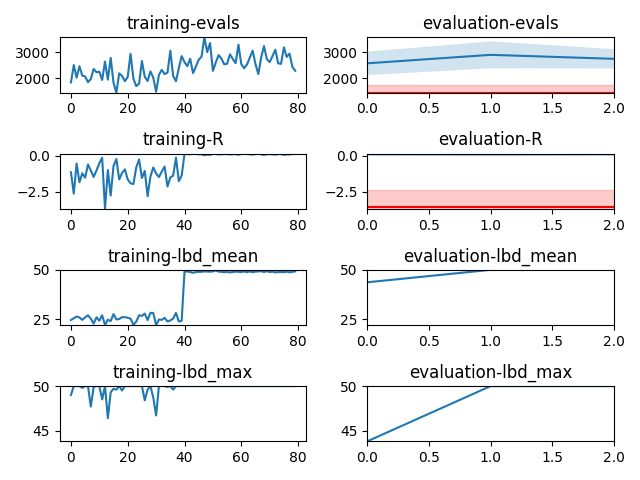 training-evals
evaluation-evals
3000
2000
0 20 40 60 80
3000
2000
0.0 0.5 1.0 1.5 2.0
training-R
evaluation-R
0.0
−2.5
0 20 40 60 80
0.0
−2.5
0.0 0.5 1.0 1.5 2.0
training-lbd_mean
evaluation-lbd_mean
50
25
0 20 40 60 80
50
25
0.0 0.5 1.0 1.5 2.0
training-lbd_max
evaluation-lbd_max
50
45
0 20 40 60 80
50
45
0.0 0.5 1.0 1.5 2.0